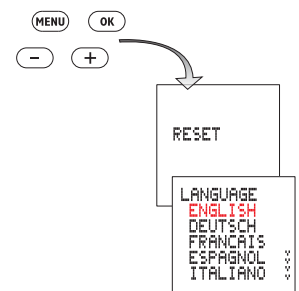 MENU OK
- +
RESET
LANGUAGE
ENGLISH
DEUTSCH
FRANCAIS
ESPAGNOL
ITALIANO